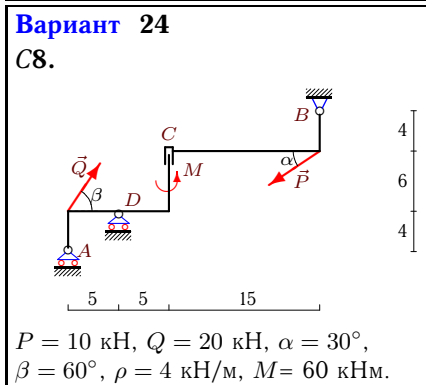 Вариант 24
C8.
B
4
C
α
Q⃗
M
P⃗
6
β
D
A
4
5 5 15
P = 10 кН, Q = 20 кН, α = 30°,
β = 60°, ρ = 4 кН/м, M= 60 кНм.